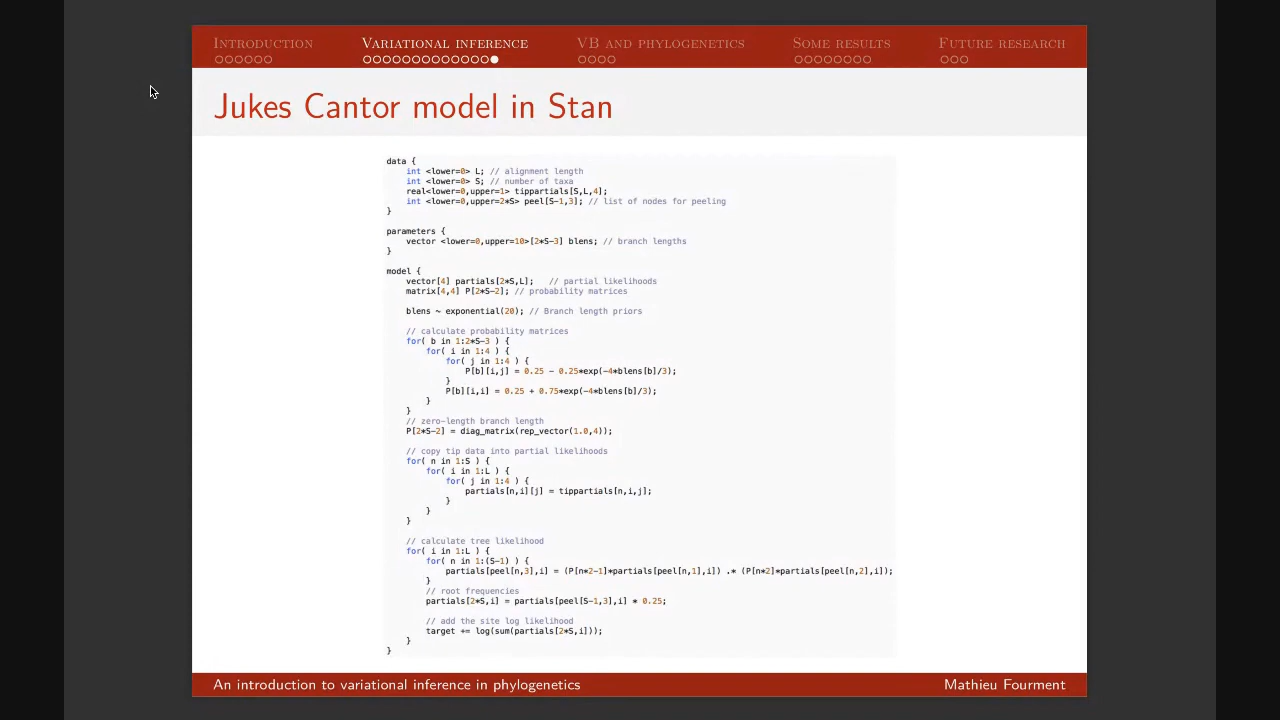 Introduction
Variational inference
VB and phylogenetics
Some results
Future research
Jukes Cantor model in Stan
data {
    int <lower=0> L; // alignment length
    int <lower=0> S; // number of taxa
    real<lower=0,upper=1> tippartials[S,L,4];
    int <lower=0,upper=2*S> peel[S-1,3]; // list of nodes for peeling
}
parameters {
    vector <lower=0,upper=10>[2*S-3] blens; // branch lengths
}
model {
    vector[4] partials[2*S,L];   // partial likelihoods
    matrix[4,4] P[2*S-2]; // probability matrices
    blens ~ exponential(20); // Branch length priors
    // calculate probability matrices
    for( b in 1:2*S-3 ) {
        for( i in 1:4 ) {
            for( j in 1:4 ) {
                P[b][i,j] = 0.25 - 0.25*exp(-4*blens[b]/3);
            }
            P[b][i,i] = 0.25 + 0.75*exp(-4*blens[b]/3);
        }
    }
    // zero-length branch length
    P[2*S-2] = diag_matrix(rep_vector(1.0,4));
    // copy tip data into partial likelihoods
    for( n in 1:S ) {
        for( i in 1:L ) {
            for( j in 1:4 ) {
                partials[n,i][j] = tippartials[n,i,j];
            }
        }
    }
    // calculate tree likelihood
    for( i in 1:L ) {
        for( n in 1:(S-1) ) {
            partials[peel[n,3],i] = (P[n*2-1]*partials[peel[n,1],i]) .* (P[n*2]*partials[peel[n,2],i]);
        }
        // root frequencies
        partials[2*S,i] = partials[peel[S-1,3],i] * 0.25;
        // add the site log likelihood
        target += log(sum(partials[2*S,i]));
    }
}
An introduction to variational inference in phylogenetics
Mathieu Fourment